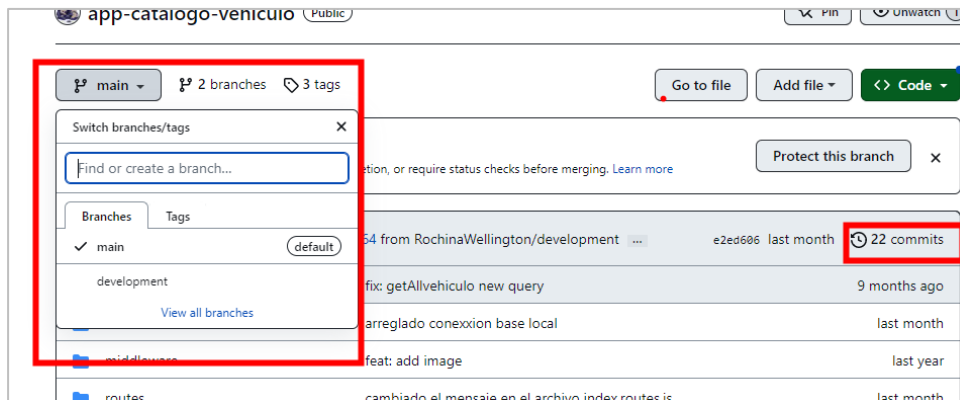 app-catalogo-vehiculo Public Pin Unwatch
main 2 branches 3 tags Go to file Add file Code
Switch branches/tags
Find or create a branch...
etion, or require status checks before merging. Learn more
Protect this branch
Branches Tags
main default
64 from RochinaWellington/development ... e2ed606 last month 22 commits
development
fix: getAllvehiculo new query 9 months ago
View all branches
arreglado conexxion base local last month
middleware feat: add image last year
routes cambiado el mensaje en el archivo index.routes.js last month